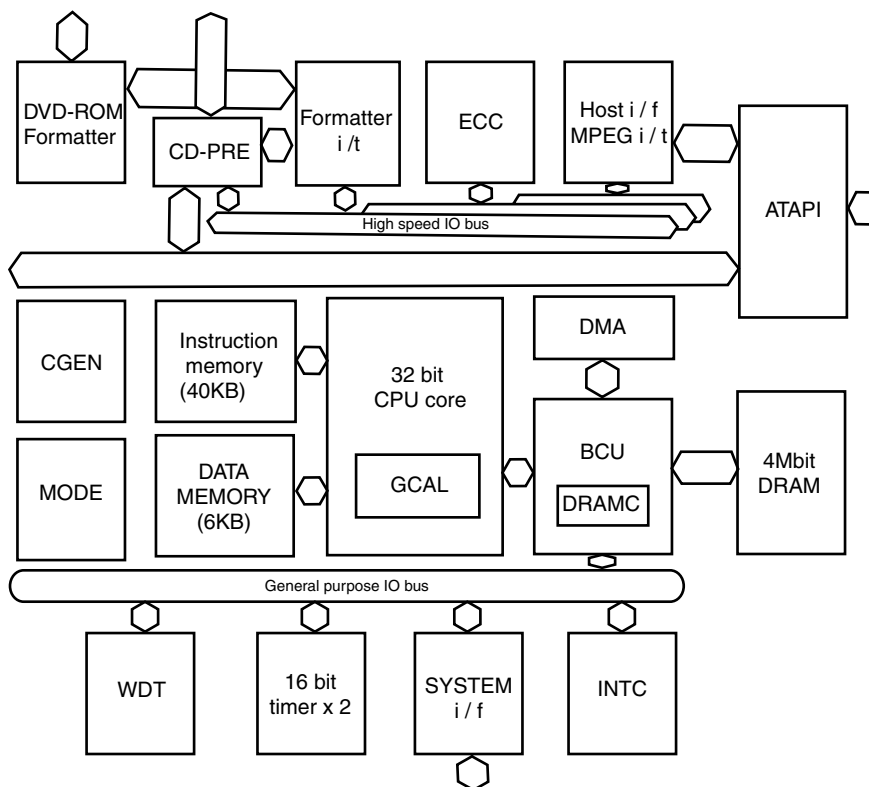 DVD-ROM
Formatter
CD-PRE
Formatter
i /t
ECC
Host i / f
MPEG i / t
ATAPI
High speed IO bus
CGEN
Instruction
memory
(40KB)
32 bit
CPU core
GCAL
DMA
MODE
DATA
MEMORY
(6KB)
BCU
DRAMC
4Mbit
DRAM
General purpose IO bus
WDT
16 bit
timer x 2
SYSTEM
i / f
INTC